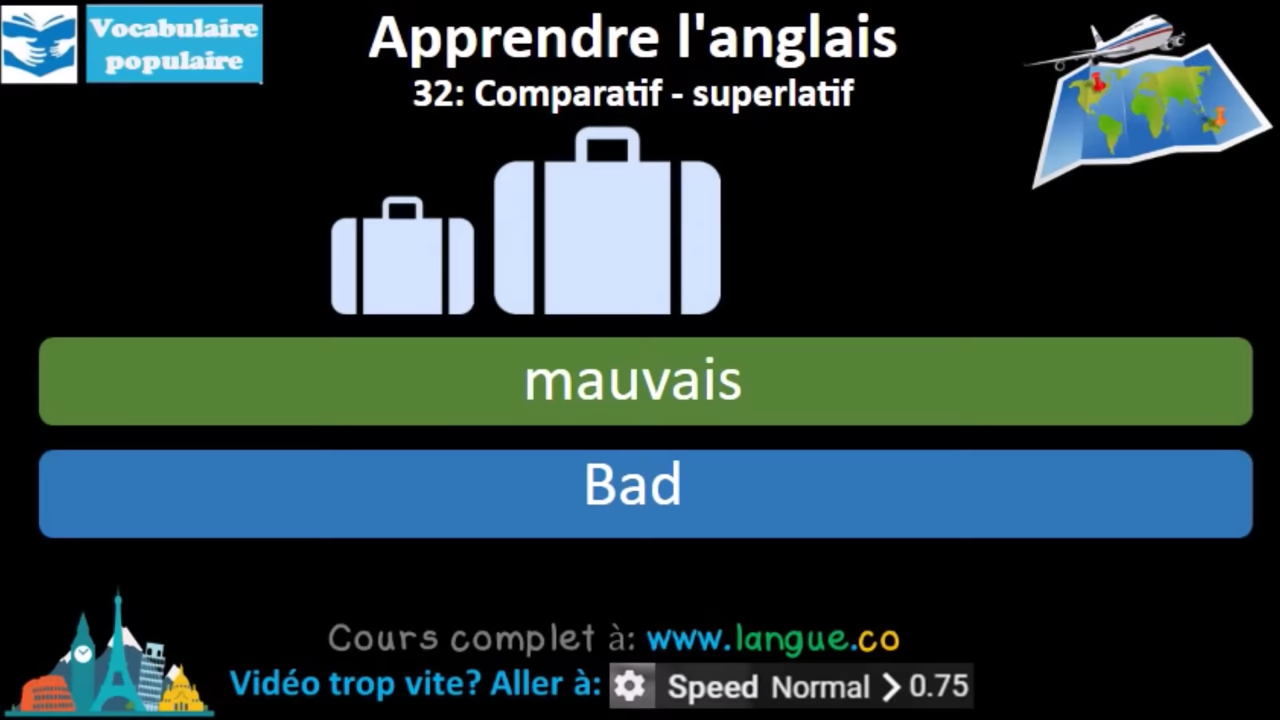 Vocabulaire
populaire
Apprendre l'anglais
32: Comparatif - superlatif
mauvais
Bad
Cours complet à: www.langue.co
Vidéo trop vite? Aller à: Speed Normal > 0.75